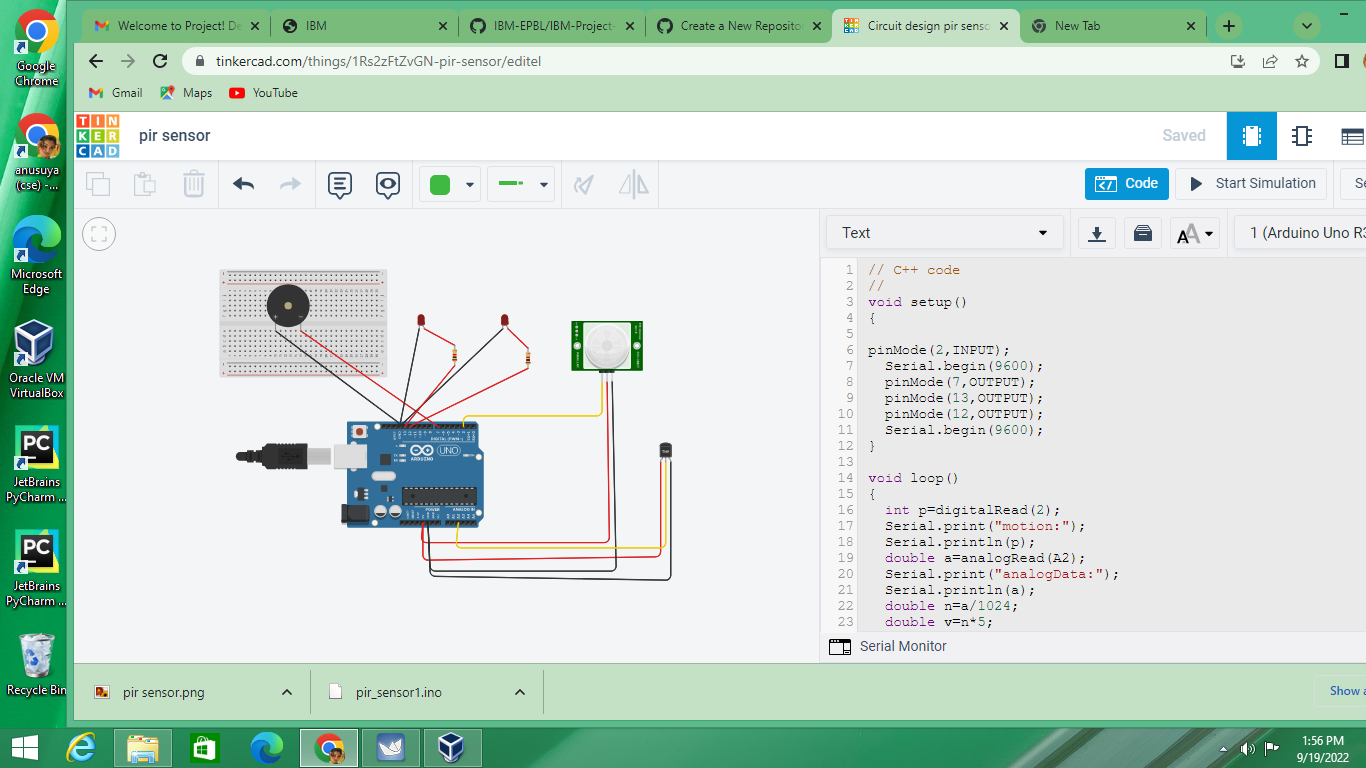 Google
Chrome
anusuya
(cse) -...
Microsoft
Edge
Oracle VM
VirtualBox
JetBrains
PyCharm ...
JetBrains
PyCharm ...
Recycle Bin
Welcome to Project! De
IBM
IBM-EPBL/IBM-Project-
Create a New Reposito
Circuit design pir senso
New Tab
tinkercad.com/things/1Rs2zFtZvGN-pir-sensor/editel
Gmail
Maps
YouTube
TIN
KER
CAD
pir sensor
Saved
Code
Start Simulation
Se
Text
1 (Arduino Uno R3
DIGITAL (PWM~)
UNO
ARDUINO
POWER
ANALOG IN
1 // C++ code
2 //
3 void setup()
4 {
5
6 pinMode(2,INPUT);
7 Serial.begin(9600);
8 pinMode(7,OUTPUT);
9 pinMode(13,OUTPUT);
10 pinMode(12,OUTPUT);
11 Serial.begin(9600);
12 }
13
14 void loop()
15 {
16 int p=digitalRead(2);
17 Serial.print("motion:");
18 Serial.println(p);
19 double a=analogRead(A2);
20 Serial.print("analogData:");
21 Serial.println(a);
22 double n=a/1024;
23 double v=n*5;
Serial Monitor
pir sensor.png
pir_sensor1.ino
Show a
1:56 PM
9/19/2022